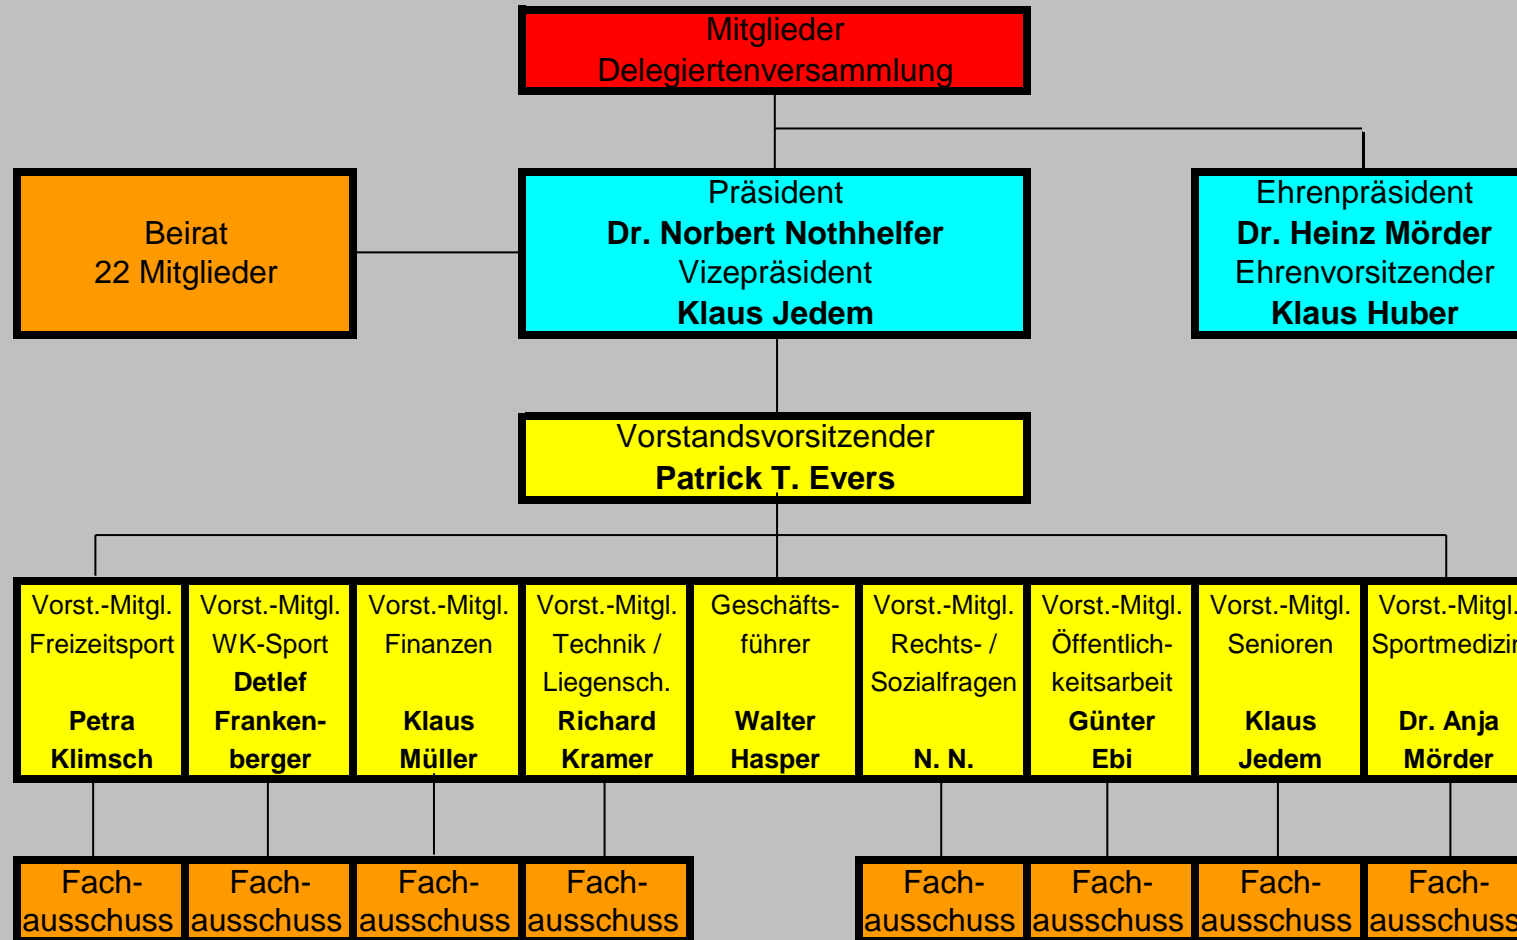 Mitglieder
Delegiertenversammlung
Beirat
22 Mitglieder
Präsident
Dr. Norbert Nothhelfer
Vizepräsident
Klaus Jedem
Ehrenpräsident
Dr. Heinz Mörder
Ehrenvorsitzender
Klaus Huber
Vorstandsvorsitzender
Patrick T. Evers
Vorst.-Mitgl.
Freizeitsport
Petra
Klimsch
Vorst.-Mitgl.
WK-Sport
Detlef
Franken-
berger
Vorst.-Mitgl.
Finanzen
Klaus
Müller
Vorst.-Mitgl.
Technik /
Liegensch.
Richard
Kramer
Geschäfts-
führer
Walter
Hasper
Vorst.-Mitgl.
Rechts- /
Sozialfragen
N. N.
Vorst.-Mitgl.
Öffentlich-
keitsarbeit
Günter
Ebi
Vorst.-Mitgl.
Senioren
Klaus
Jedem
Vorst.-Mitgl.
Sportmedizin
Dr. Anja
Mörder
Fach-
ausschuss
Fach-
ausschuss
Fach-
ausschuss
Fach-
ausschuss
Fach-
ausschuss
Fach-
ausschuss
Fach-
ausschuss
Fach-
ausschuss